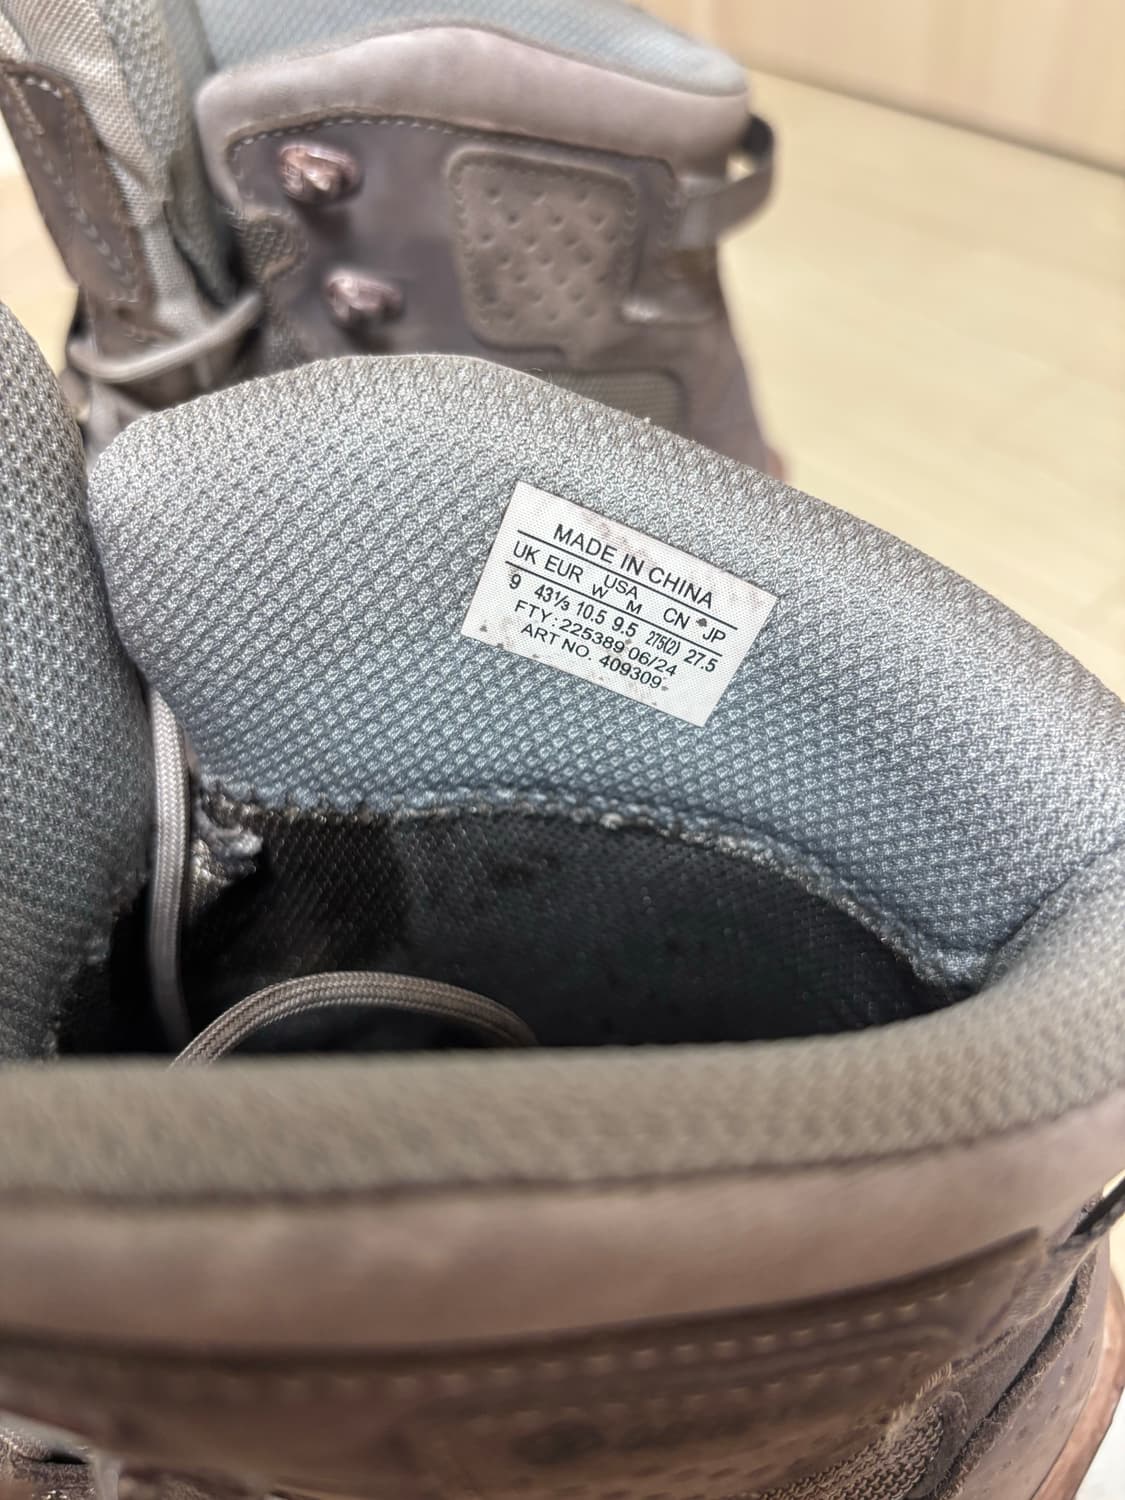 MADE IN CHINA
UK EUR USA CN JP
W M
9 43⅓ 10.5 9.5 275(2) 27.5
FTY: 225389 06/24
ART NO. 409309